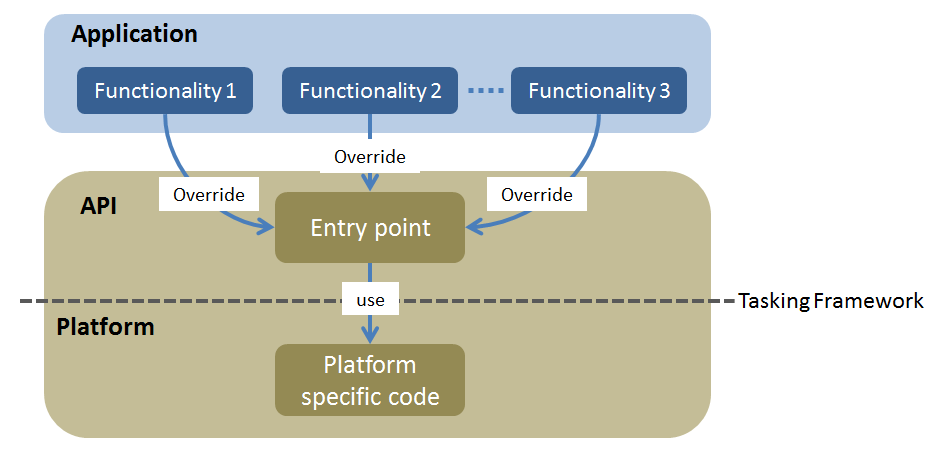 Application
Functionality 1
Functionality 2
Functionality 3
Override
Override
Override
API
Entry point
use
Tasking Framework
Platform
Platform
specific code